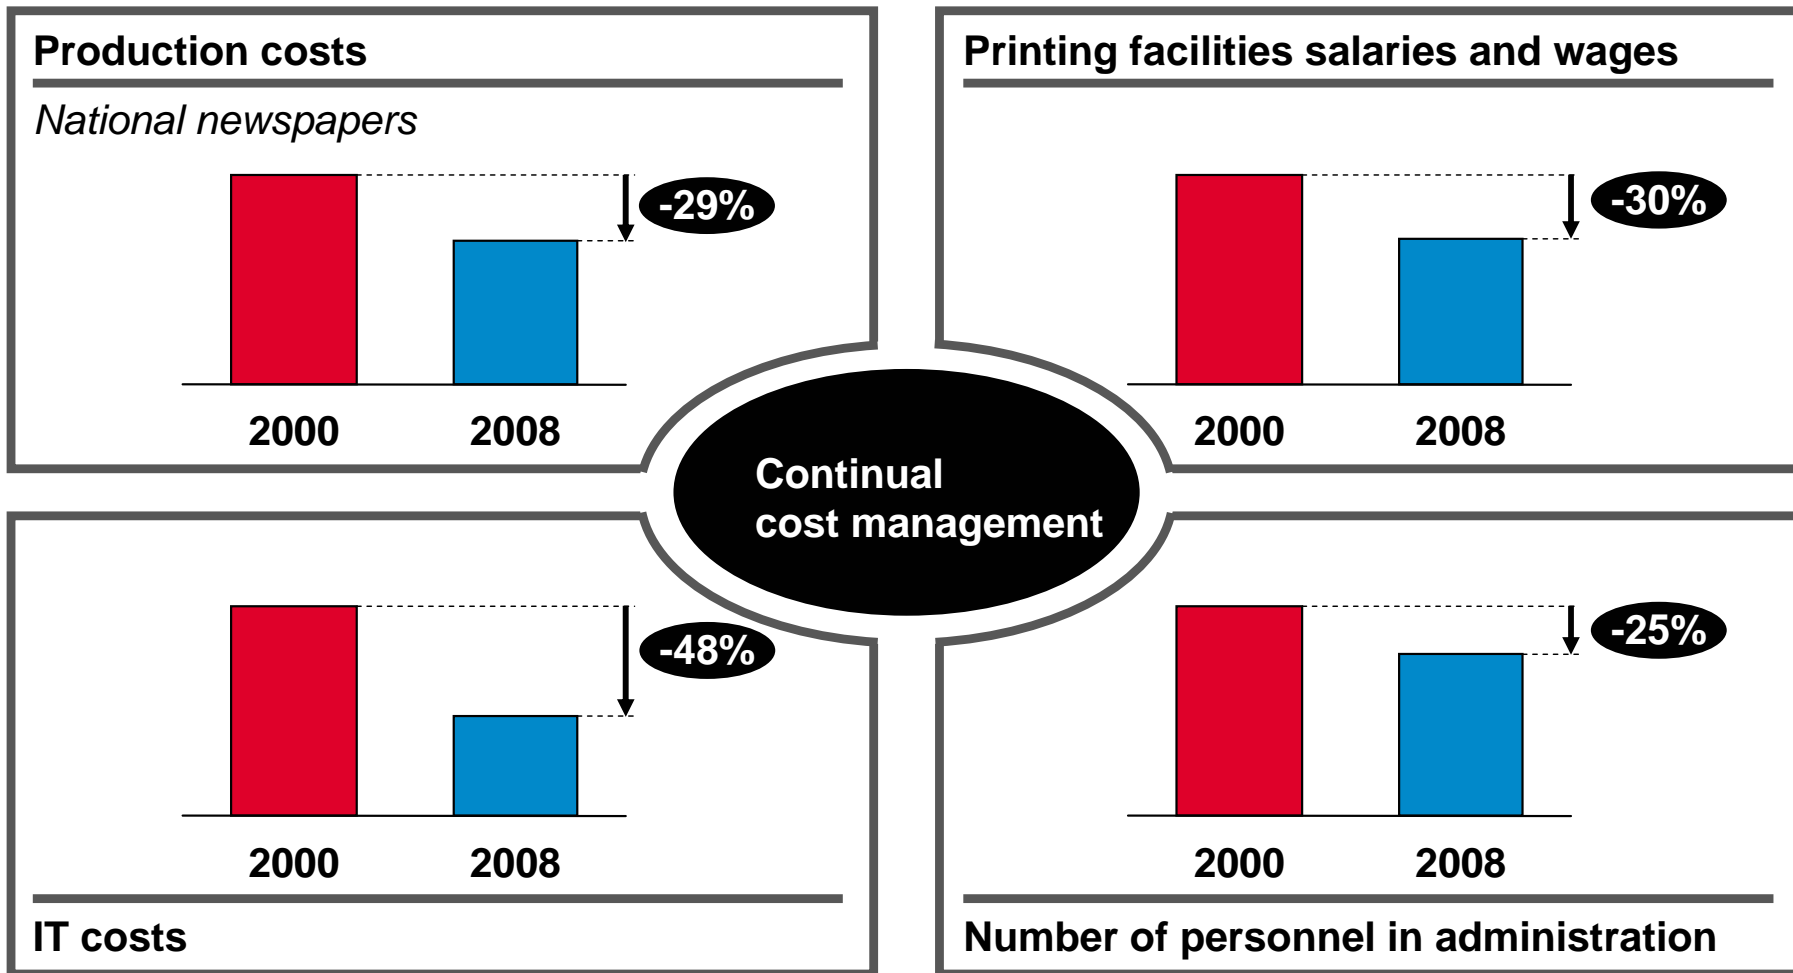 Production costs
National newspapers
-29%
2000 2008
Printing facilities salaries and wages
-30%
2000 2008
Continual
cost management
-48%
2000 2008
IT costs
-25%
2000 2008
Number of personnel in administration